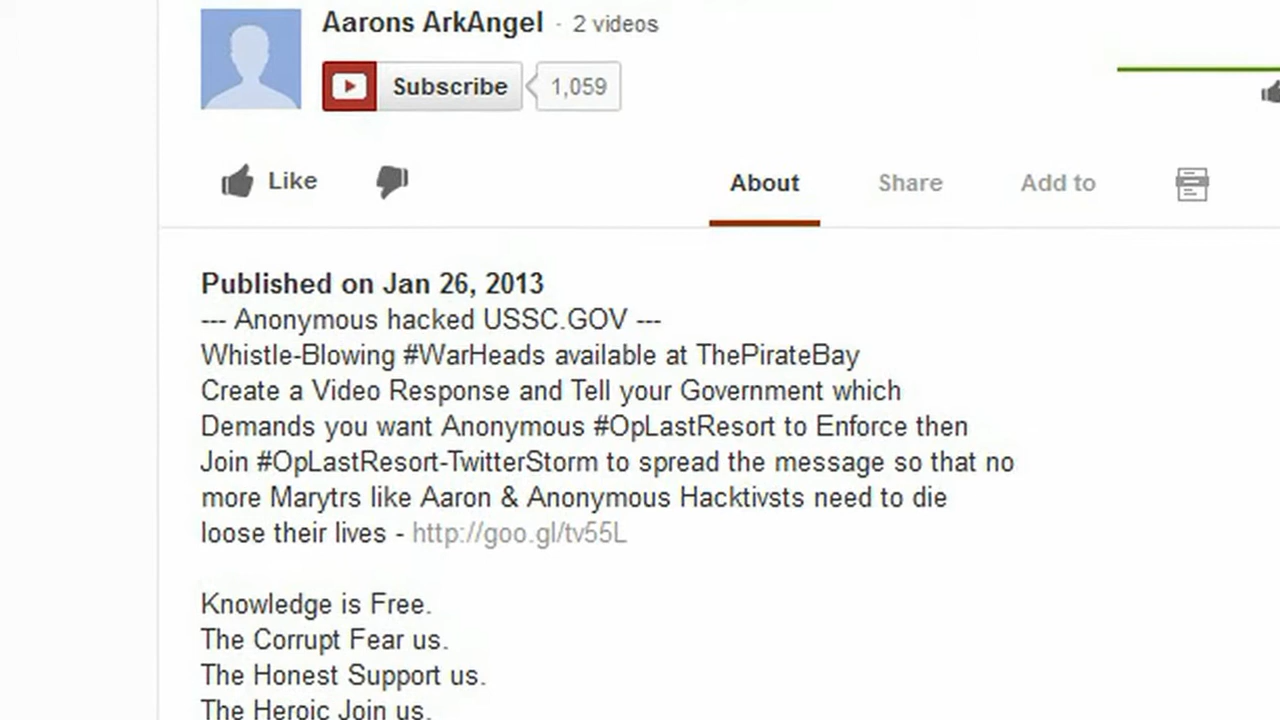 Aarons ArkAngel · 2 videos
Subscribe 1,059
Like About Share Add to
Published on Jan 26, 2013
--- Anonymous hacked USSC.GOV ---
Whistle-Blowing #WarHeads available at ThePirateBay
Create a Video Response and Tell your Government which
Demands you want Anonymous #OpLastResort to Enforce then
Join #OpLastResort-TwitterStorm to spread the message so that no
more Marytrs like Aaron & Anonymous Hacktivsts need to die
loose their lives - http://goo.gl/tv55L
Knowledge is Free.
The Corrupt Fear us.
The Honest Support us.
The Heroic Join us.